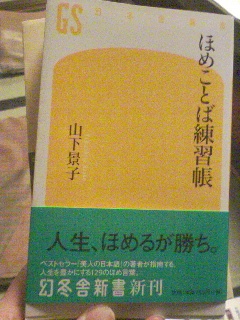 GS
ほめことば練習帳
山下景子
人生、ほめるが勝ち。
ベストセラー『美人の日本語』の著者が指南する、
人生を豊かにする129のほめ言葉。
幻冬舎新書 新刊